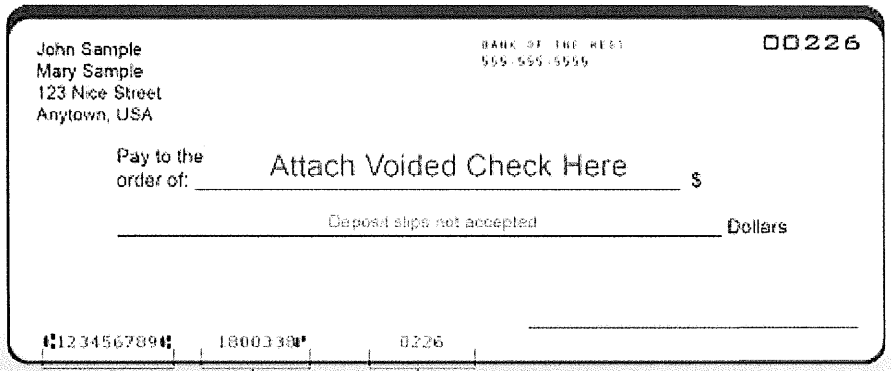 John Sample
Mary Sample
123 Nice Street
Anytown, USA
BANK OF THE WEST
555-555-5555
00226
Pay to the
order of:
Attach Voided Check Here
$
Deposit slips not accepted
Dollars
⑆123456789⑆ 1800338⑈ 0226